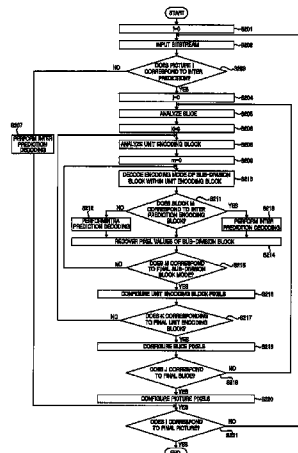 START
I=0
S201
INPUT BITSTREAM
S202
DOES PICTURE I
CORRESPOND TO INTER
PREDICTION?
S203
NO
YES
J=0
S204
ANALYZE SLICE
S205
S207
PERFORM INTER
PREDICTION
DECODING
K=0
ANALYZE UNIT ENCODING BLOCK
DECODE ENCODING MODE OF SUB-DIVISION
BLOCK WITHIN UNIT ENCODING BLOCK
S210
S211
DOES BLOCK M
CORRESPOND TO INTER
PREDICTION ENCODING
BLOCK?
NO
YES
S212
PERFORM INTRA
PREDICTION DECODING
S213
PERFORM INTER
PREDICTION DECODING
RECOVER PIXEL VALUES OF SUB-DIVISION BLOCK
S214
DOES M CORRESPOND
TO FINAL SUB-DIVISION
BLOCK MODE?
S215
NO
YES
CONFIGURE UNIT ENCODING BLOCK PIXELS
S216
DOES K CORRESPONDING
TO FINAL UNIT ENCODING
BLOCK?
S217
NO
YES
CONFIGURE SLICE PIXELS
S218
DOES J CORRESPOND
TO FINAL SLICE?
S219
NO
YES
CONFIGURE PICTURE PIXELS
S220
DOES I CORRESPOND
TO FINAL PICTURE?
S221
NO
YES
END